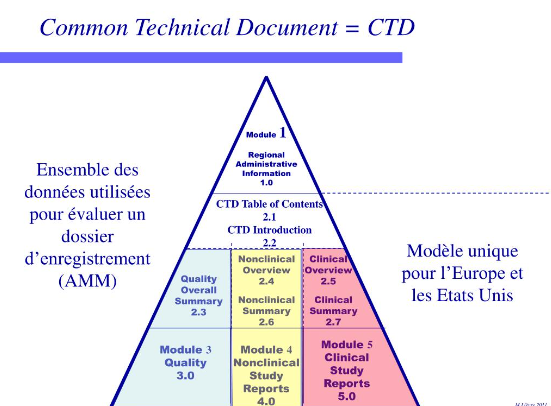 Common Technical Document = CTD
Module 1
Regional
Administrative
Information
1.0
Ensemble des
données utilisées
pour évaluer un
dossier
d'enregistrement
(AMM)
CTD Table of Contents
2.1
CTD Introduction
2.2
Modèle unique
pour l'Europe et
les Etats Unis
Quality
Overall
Summary
2.3
Nonclinical
Overview
2.4
Nonclinical
Summary
2.6
Clinical
Overview
2.5
Clinical
Summary
2.7
Module 3
Quality
3.0
Module 4
Nonclinical
Study
Reports
4.0
Module 5
Clinical
Study
Reports
5.0